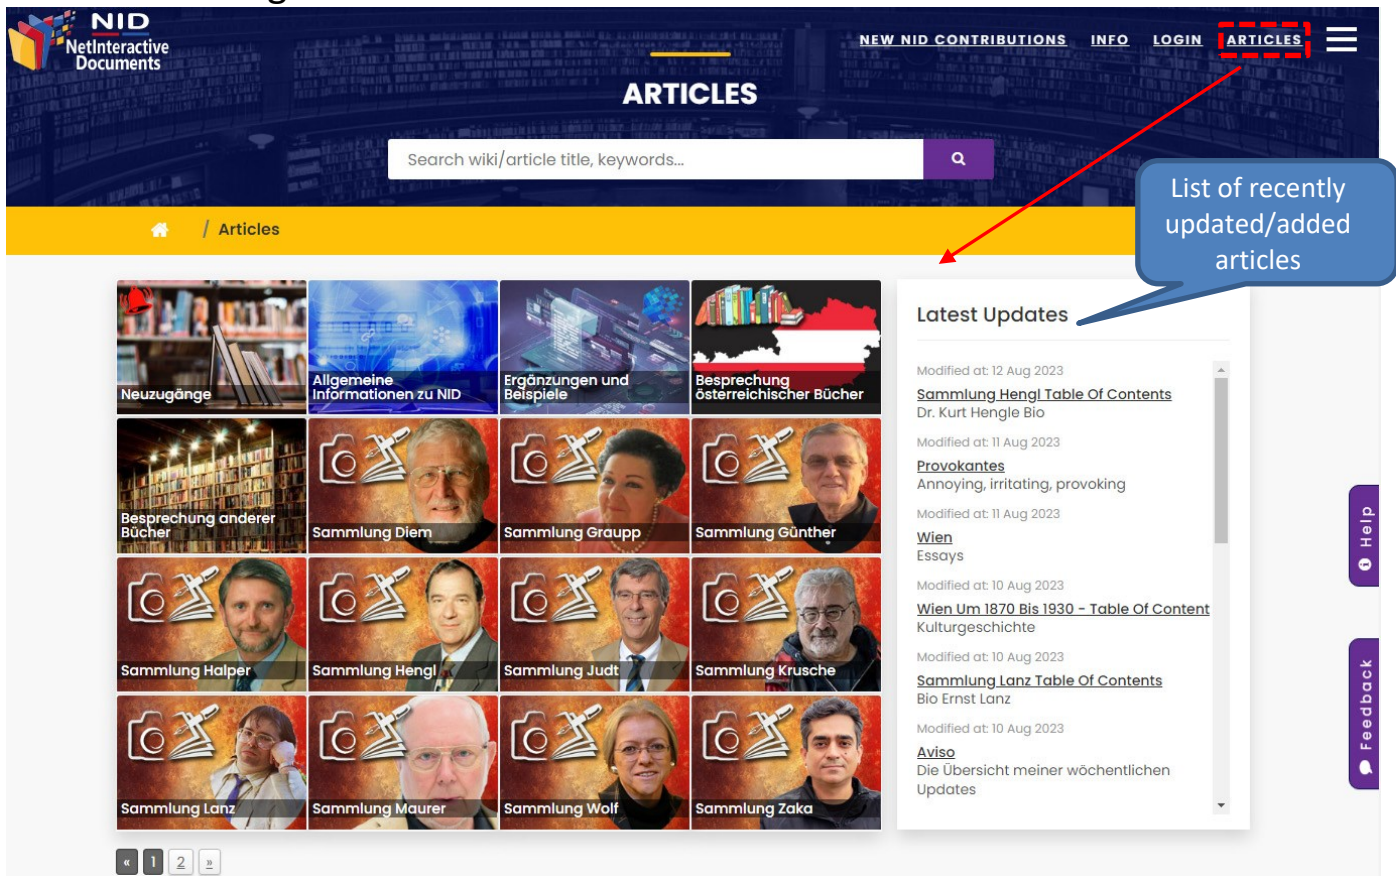 NID
NetInteractive
Documents
NEW NID CONTRIBUTIONS INFO LOGIN ARTICLES
ARTICLES
Search wiki/article title, keywords...
List of recently
updated/added
articles
/ Articles
Neuzugänge
Allgemeine
Informationen zu NID
Ergänzungen und
Beispiele
Besprechung
österreichischer Bücher
Besprechung anderer
Bücher
Sammlung Diem
Sammlung Graupp
Sammlung Günther
Sammlung Halper
Sammlung Hengl
Sammlung Judt
Sammlung Krusche
Sammlung Lanz
Sammlung Maurer
Sammlung Wolf
Sammlung Zaka
Latest Updates
Modified at: 12 Aug 2023
Sammlung Hengl Table Of Contents
Dr. Kurt Hengle Bio
Modified at: 11 Aug 2023
Provokantes
Annoying, irritating, provoking
Modified at: 11 Aug 2023
Wien
Essays
Modified at: 10 Aug 2023
Wien Um 1870 Bis 1930 - Table Of Content
Kulturgeschichte
Modified at: 10 Aug 2023
Sammlung Lanz Table Of Contents
Bio Ernst Lanz
Modified at: 10 Aug 2023
Aviso
Die Übersicht meiner wöchentlichen
Updates
Help
Feedback
« 1 2 »